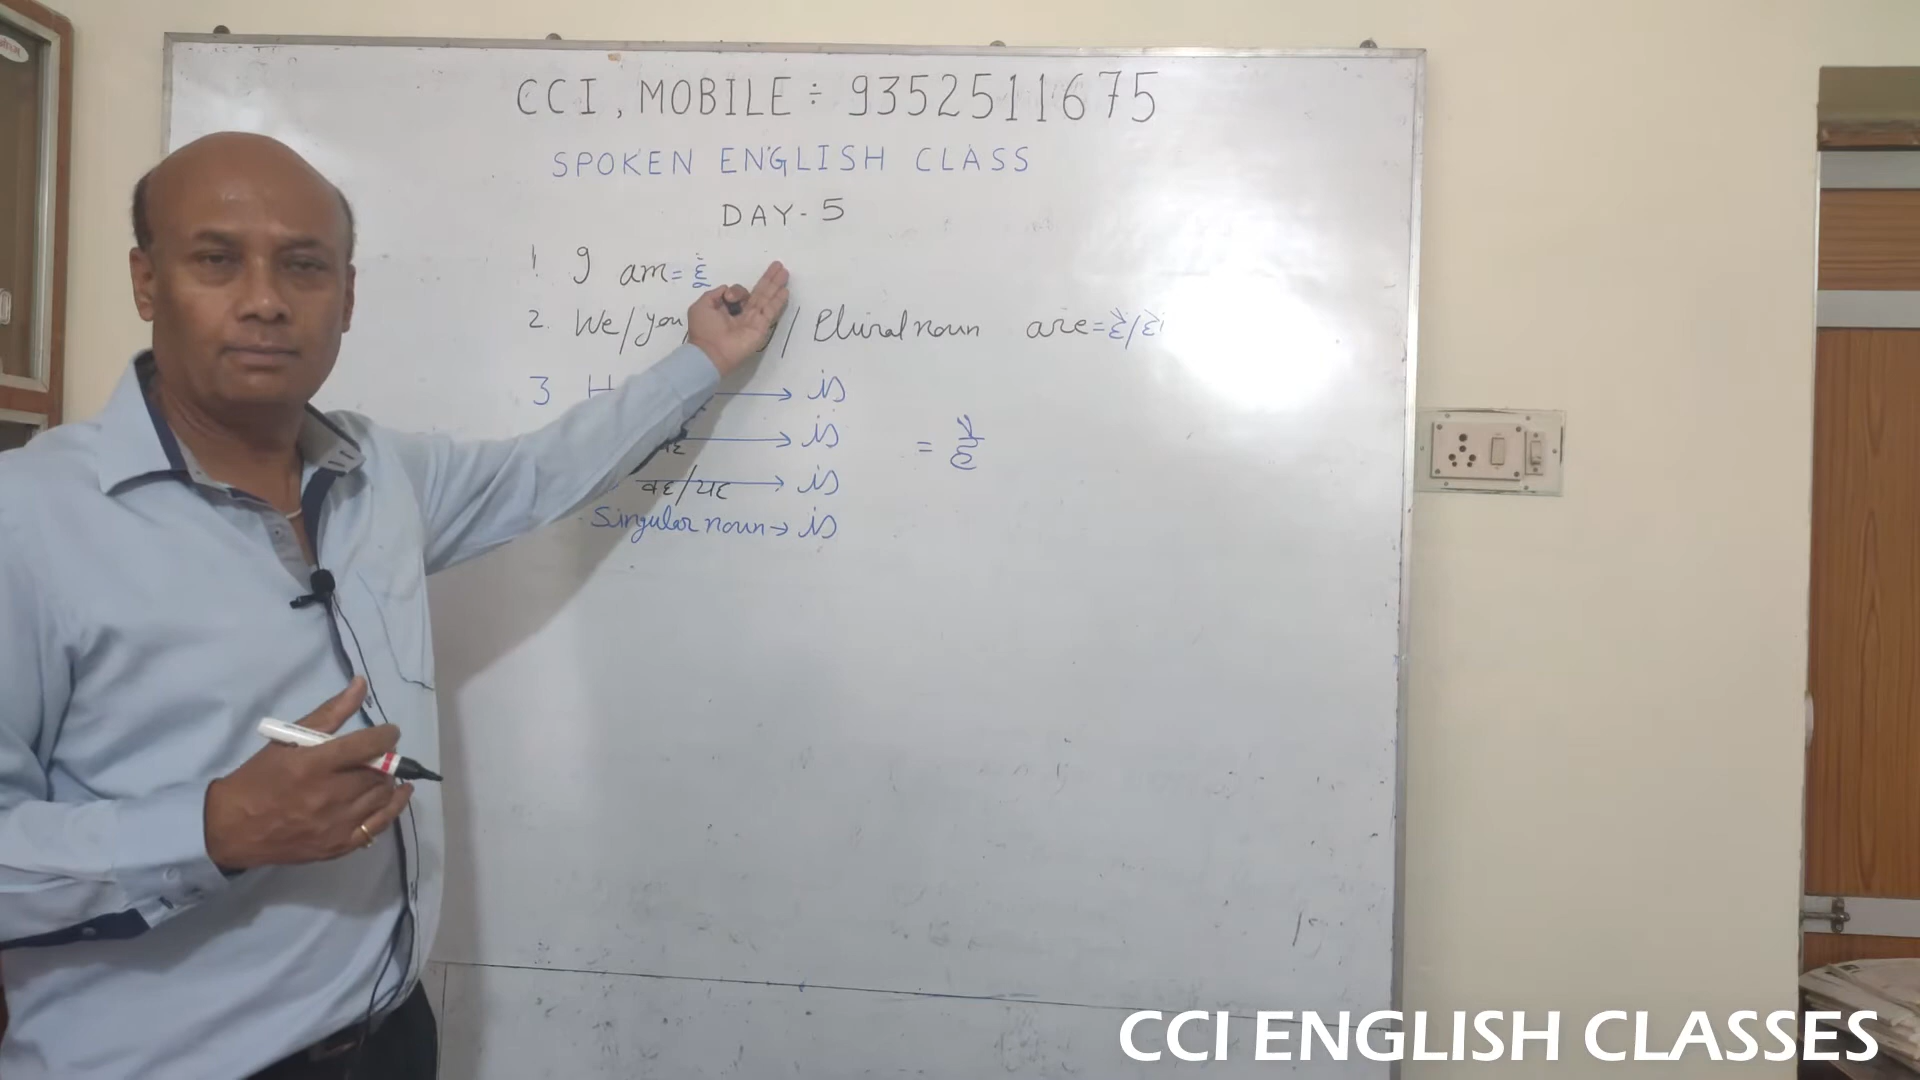 CCI, MOBILE ÷ 9352511675
SPOKEN ENGLISH CLASS
DAY-5
1. I am = हूँ
2. We/you / Plural noun are = है/हैं
3 H → is
→ is
= है
वह/यह → is
Singular noun → is
CCI ENGLISH CLASSES